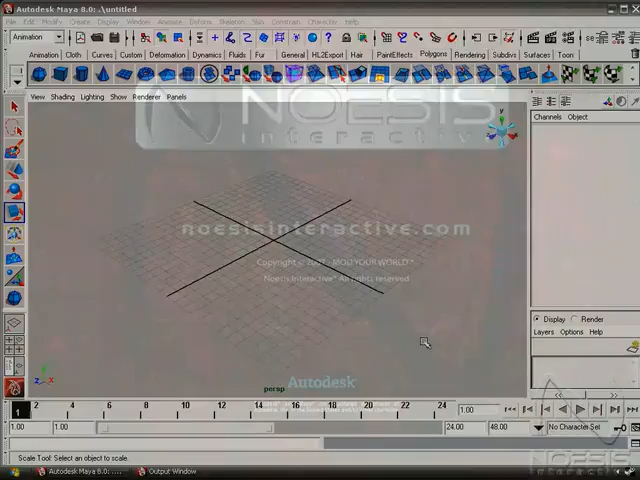 Autodesk Maya 8.0: .\untitled
File Edit Modify Create Display Window Animation Deform Skeleton Skin Constrain Character Help
Animation
Animation Cloth Custom Deformation Dynamics Fluids Fur General HL2Export Hair PaintEffects Polygons Rendering Subdivs Surfaces Toon
View Shading Lighting Show Renderer Panels
NOESIS
interactive
Channels Object
noesisinteractive.com
Copyright © 2007 - MOD YOUR WORLD™
Noesis Interactive™ All rights reserved
Display Render
Layers Options Help
y
z x
persp
Autodesk
1 2 4 6 8 10 12 14 16 18 20 22 24 1.00
1.00 1.00 24.00 48.00 No Character Set
NOESIS
interactive
Scale Tool: Select an object to scale.
Autodesk Maya 8.0: .... Output Window